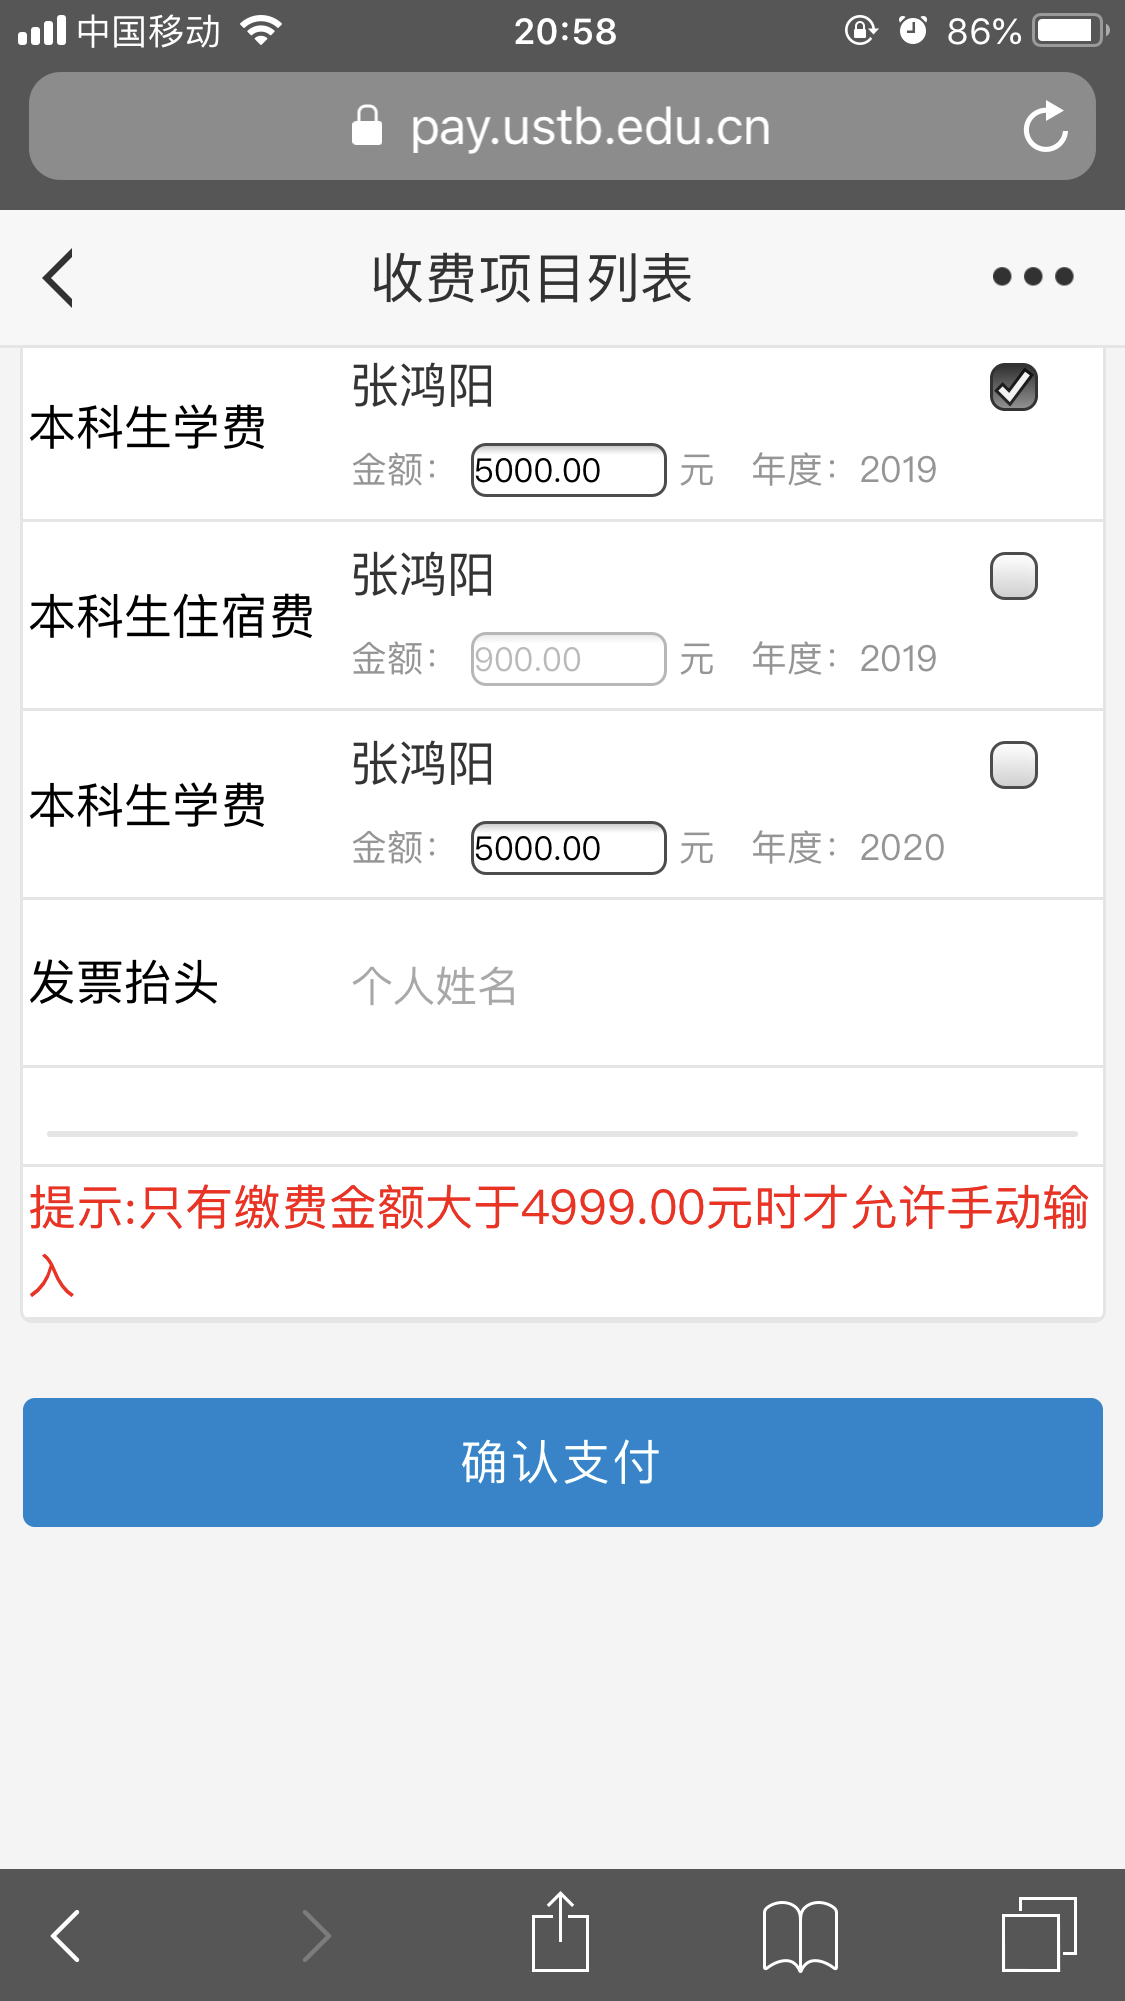 中国移动 20:58 86%
pay.ustb.edu.cn
收费项目列表
张鸿阳
本科生学费
金额： 5000.00 元 年度：2019
张鸿阳
本科生住宿费
金额： 900.00 元 年度：2019
张鸿阳
本科生学费
金额： 5000.00 元 年度：2020
发票抬头 个人姓名
提示:只有缴费金额大于4999.00元时才允许手动输
入
确认支付